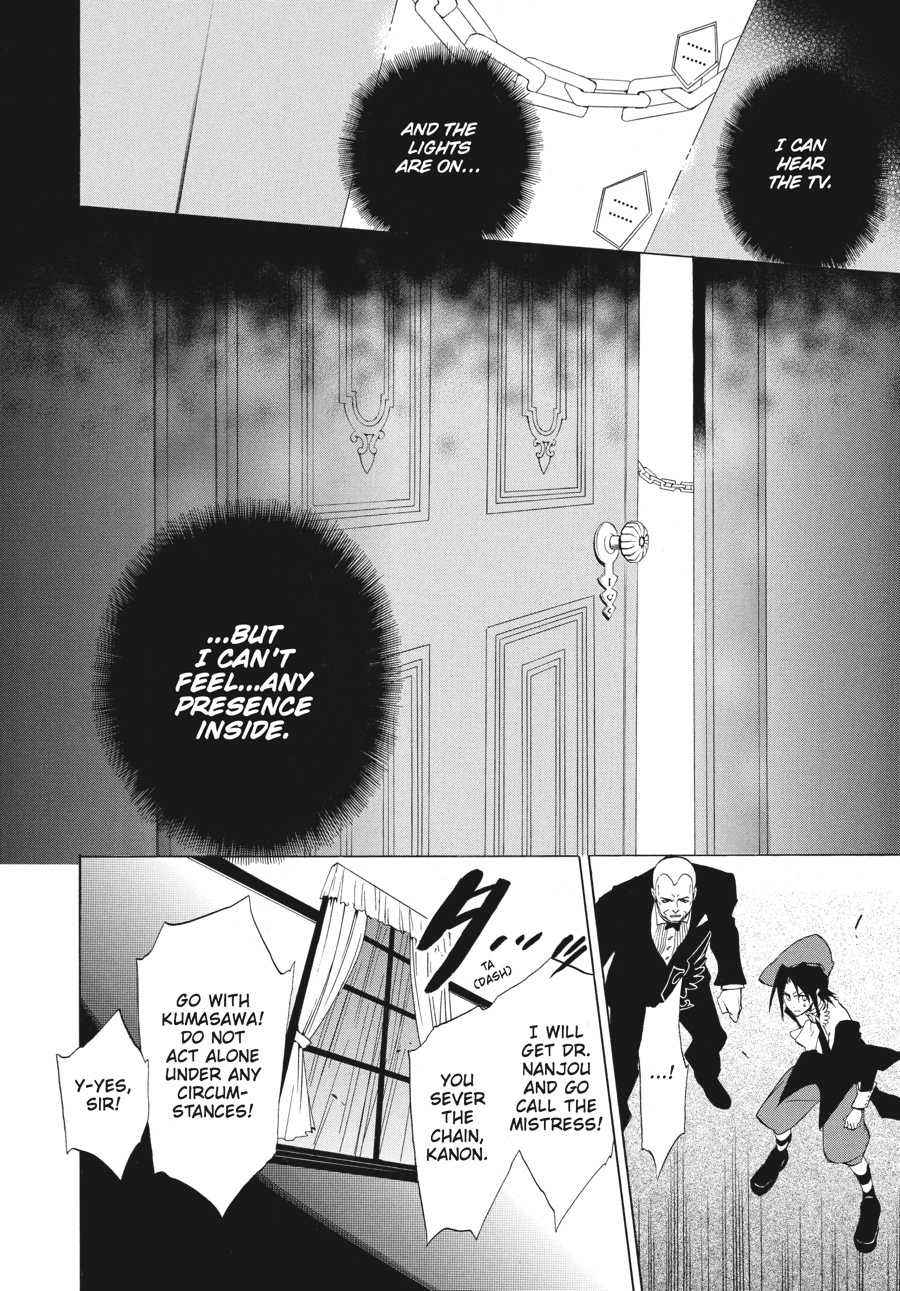 ......
I CAN
HEAR
THE TV.
AND THE
LIGHTS
ARE ON...
......
...BUT
I CAN'T
FEEL...ANY
PRESENCE
INSIDE.
...!
I WILL
GET DR.
NANJOU
AND GO
CALL THE
MISTRESS!
YOU
SEVER
THE
CHAIN,
KANON.
ダッ…
TA
(DASH)
GO WITH
KUMASAWA!
DO NOT
ACT ALONE
UNDER ANY
CIRCUM-
STANCES!
Y-YES,
SIR!